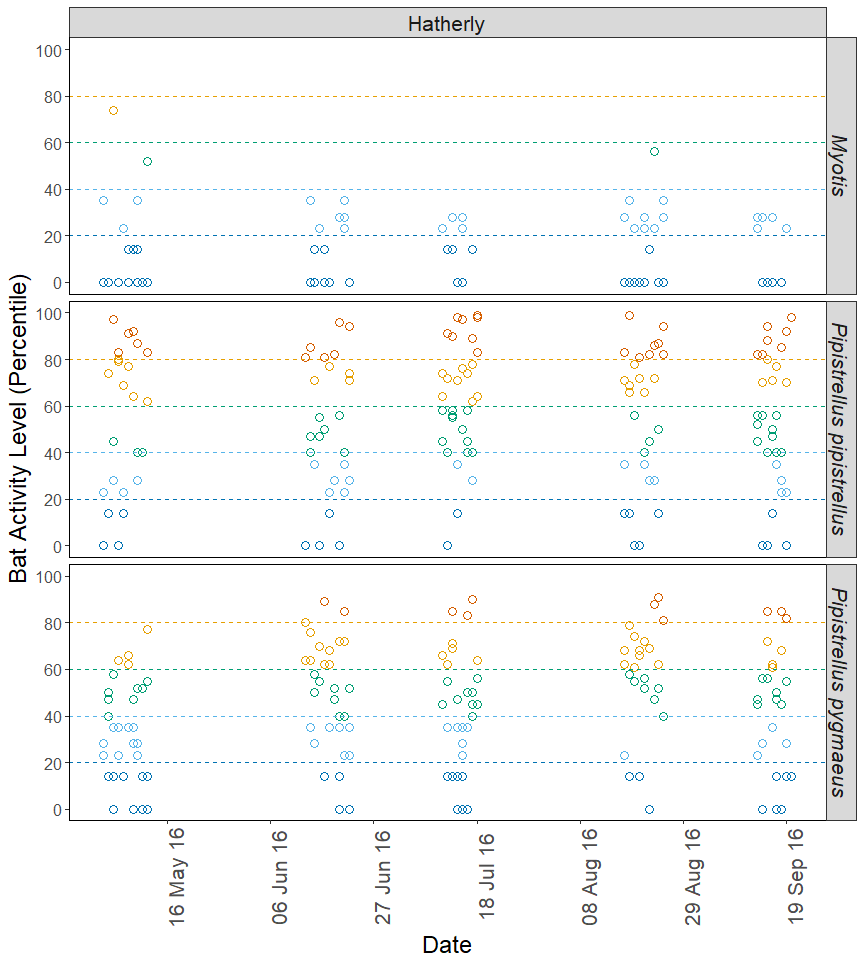 Hatherly
Bat Activity Level (Percentile)
100
80
60
40
20
0
Myotis
100
80
60
40
20
0
Pipistrellus pipistrellus
100
80
60
40
20
0
Pipistrellus pygmaeus
16 May 16
06 Jun 16
27 Jun 16
18 Jul 16
08 Aug 16
29 Aug 16
19 Sep 16
Date